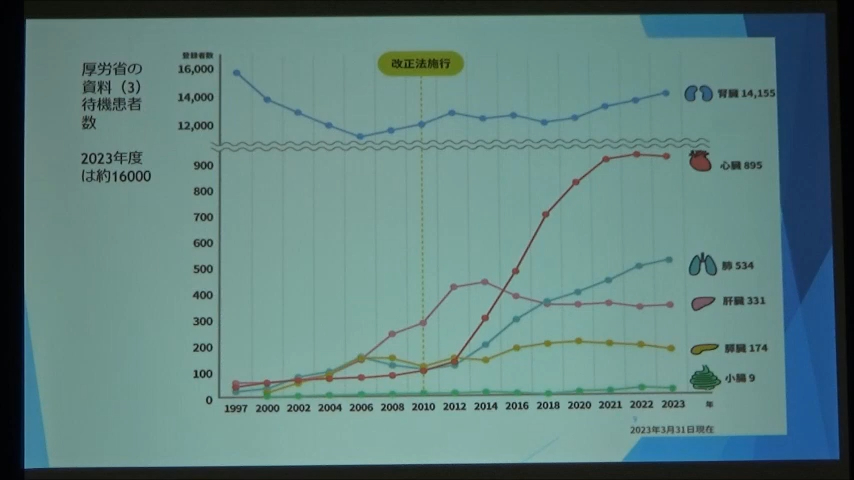 厚労省の
資料（3）
待機患者
数
2023年度
は約16000
登録者数
改正法施行
16,000
14,000
12,000
900
800
700
600
500
400
300
200
100
0
腎臓 14,155
心臓 895
肺 534
肝臓 331
膵臓 174
小腸 9
1997 2000 2002 2004 2006 2008 2010 2012 2014 2016 2018 2020 2021 2022 2023 年
2023年3月31日現在